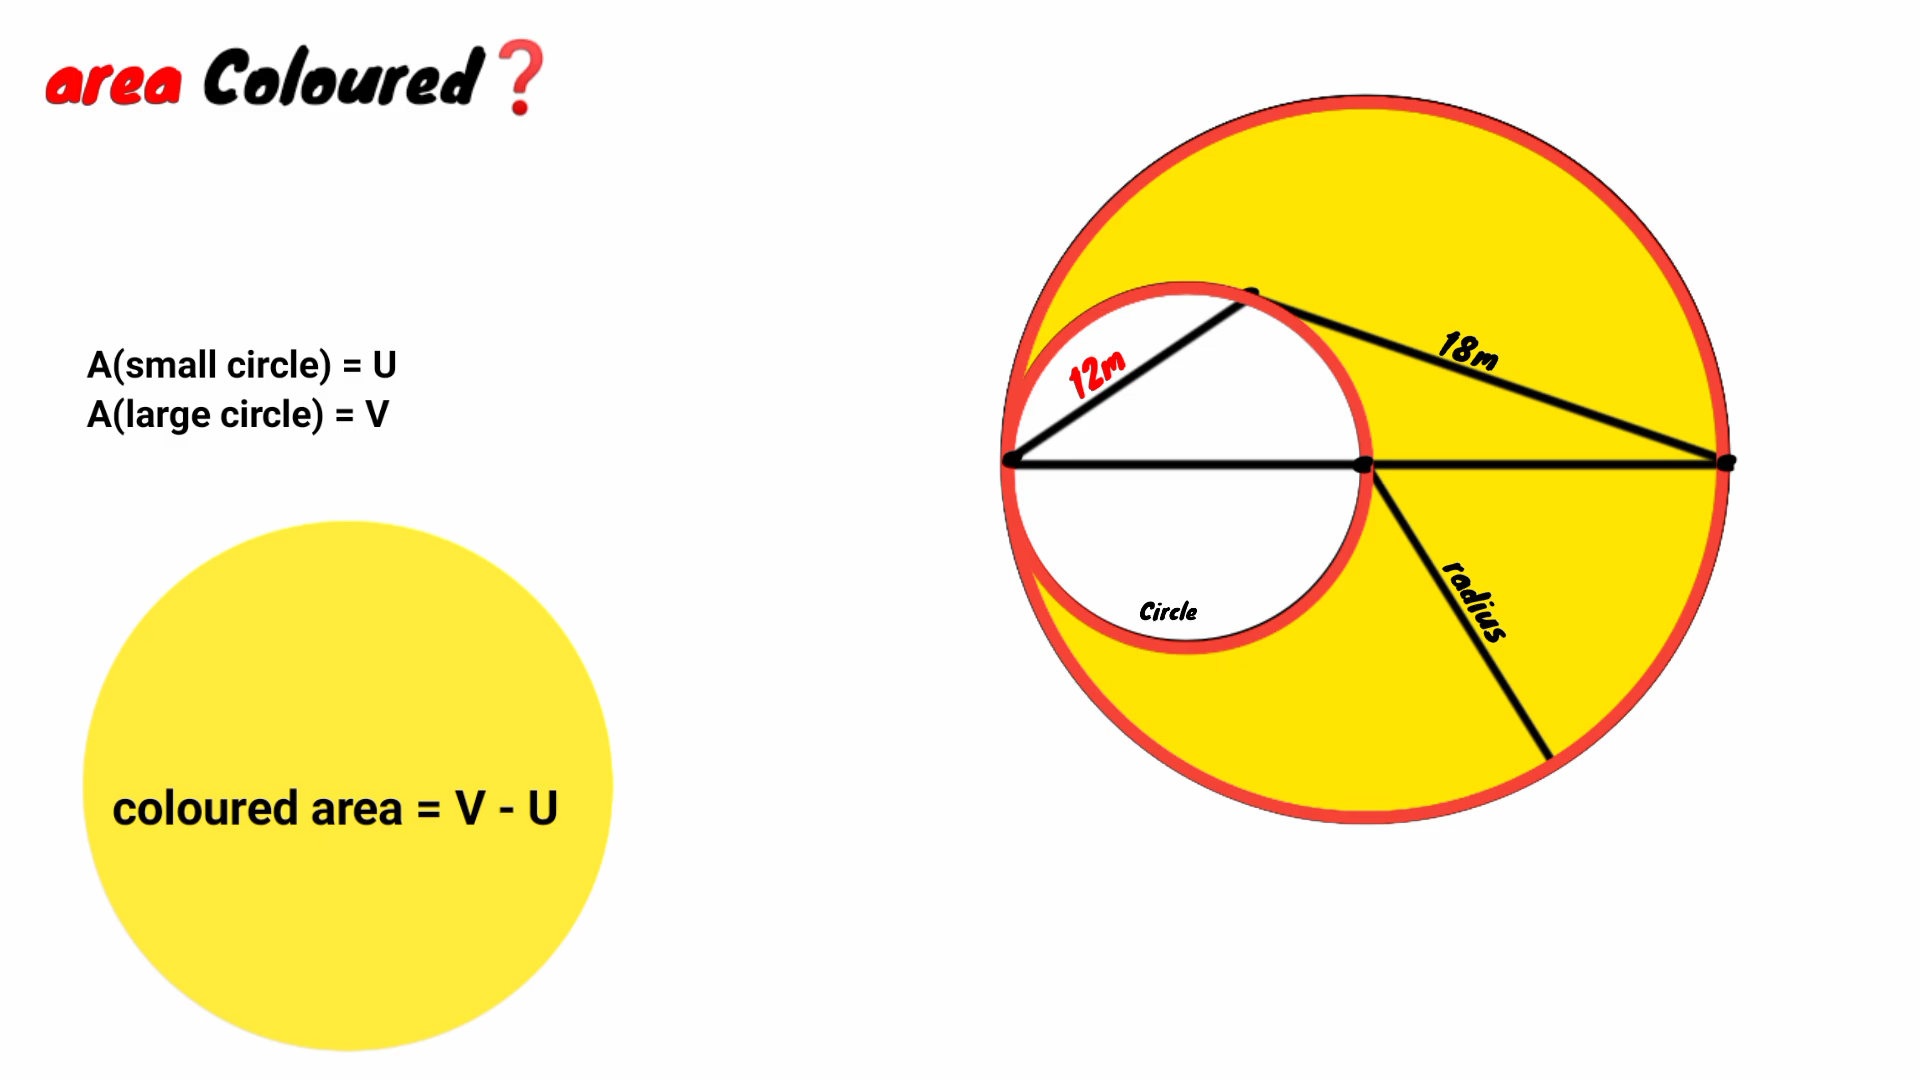 area Coloured❓
A(small circle) = U
A(large circle) = V
coloured area = V - U
12m
18m
radius
Circle